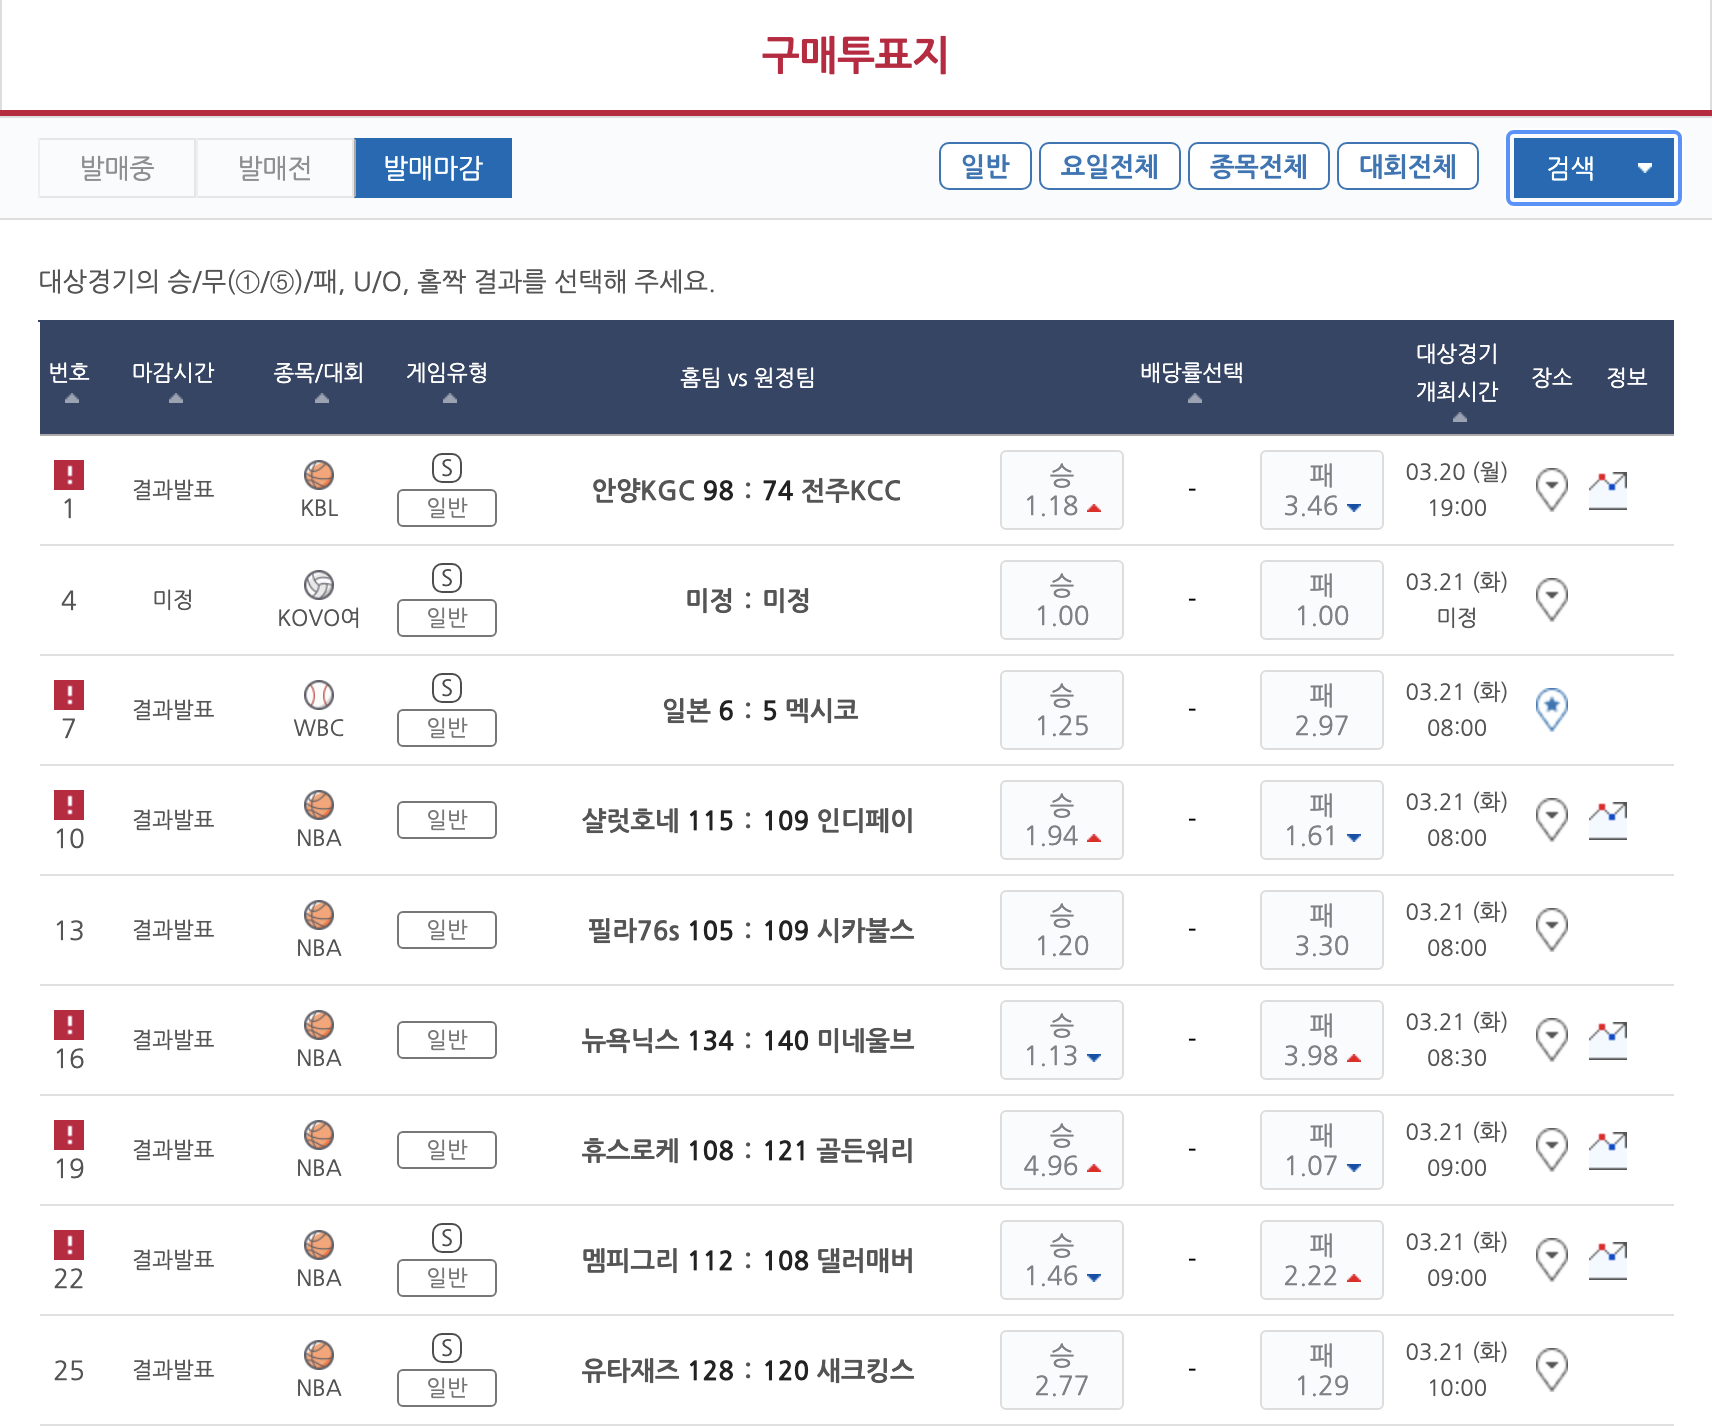 구매투표지
발매중 발매전 발매마감 일반 요일전체 종목전체 대회전체 검색
대상경기의 승/무(①/⑤)/패, U/O, 홀짝 결과를 선택해 주세요.
번호 마감시간 종목/대회 게임유형 홈팀 vs 원정팀 배당률선택 대상경기 개최시간 장소 정보
! 1 결과발표 KBL S 일반 안양KGC 98 : 74 전주KCC 승 1.18 - 패 3.46 03.20 (월) 19:00
4 미정 KOVO여 S 일반 미정 : 미정 승 1.00 - 패 1.00 03.21 (화) 미정
! 7 결과발표 WBC S 일반 일본 6 : 5 멕시코 승 1.25 - 패 2.97 03.21 (화) 08:00
! 10 결과발표 NBA 일반 샬럿호네 115 : 109 인디페이 승 1.94 - 패 1.61 03.21 (화) 08:00
13 결과발표 NBA 일반 필라76s 105 : 109 시카불스 승 1.20 - 패 3.30 03.21 (화) 08:00
! 16 결과발표 NBA 일반 뉴욕닉스 134 : 140 미네울브 승 1.13 - 패 3.98 03.21 (화) 08:30
! 19 결과발표 NBA 일반 휴스로케 108 : 121 골든워리 승 4.96 - 패 1.07 03.21 (화) 09:00
! 22 결과발표 NBA S 일반 멤피그리 112 : 108 댈러매버 승 1.46 - 패 2.22 03.21 (화) 09:00
25 결과발표 NBA S 일반 유타재즈 128 : 120 새크킹스 승 2.77 - 패 1.29 03.21 (화) 10:00